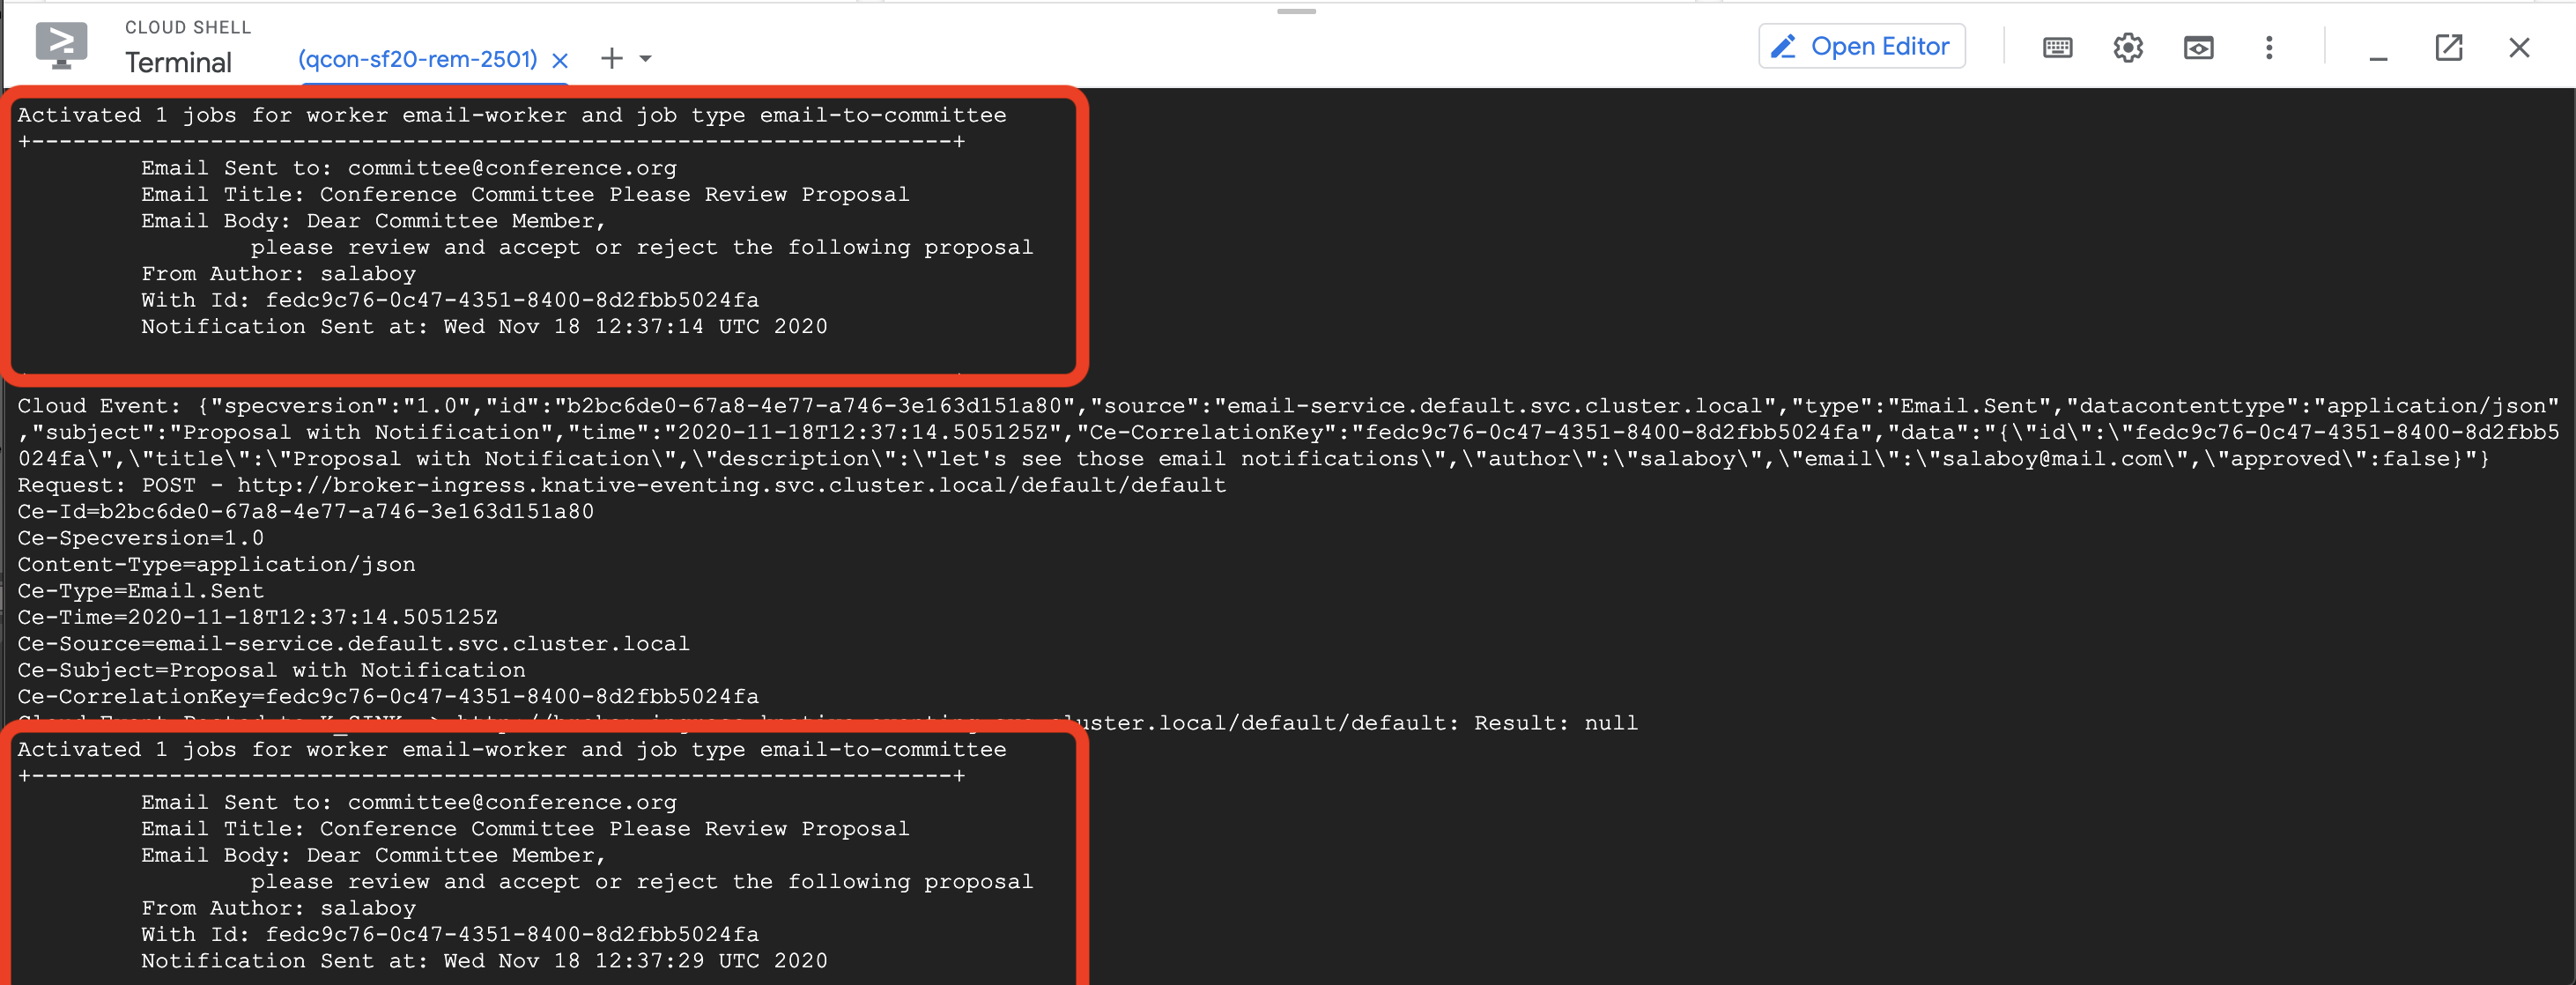 CLOUD SHELL
Terminal
(qcon-sf20-rem-2501)
Open Editor
Activated 1 jobs for worker email-worker and job type email-to-committee
+-------------------------------------------------------------------+
Email Sent to: committee@conference.org
Email Title: Conference Committee Please Review Proposal
Email Body: Dear Committee Member,
please review and accept or reject the following proposal
From Author: salaboy
With Id: fedc9c76-0c47-4351-8400-8d2fbb5024fa
Notification Sent at: Wed Nov 18 12:37:14 UTC 2020
Cloud Event: {"specversion":"1.0","id":"b2bc6de0-67a8-4e77-a746-3e163d151a80","source":"email-service.default.svc.cluster.local","type":"Email.Sent","datacontenttype":"application/json"
,"subject":"Proposal with Notification","time":"2020-11-18T12:37:14.505125Z","Ce-CorrelationKey":"fedc9c76-0c47-4351-8400-8d2fbb5024fa","data":"{\"id\":\"fedc9c76-0c47-4351-8400-8d2fbb5
024fa\",\"title\":\"Proposal with Notification\",\"description\":\"let's see those email notifications\",\"author\":\"salaboy\",\"email\":\"salaboy@mail.com\",\"approved\":false}"}
Request: POST - http://broker-ingress.knative-eventing.svc.cluster.local/default/default
Ce-Id=b2bc6de0-67a8-4e77-a746-3e163d151a80
Ce-Specversion=1.0
Content-Type=application/json
Ce-Type=Email.Sent
Ce-Time=2020-11-18T12:37:14.505125Z
Ce-Source=email-service.default.svc.cluster.local
Ce-Subject=Proposal with Notification
Ce-CorrelationKey=fedc9c76-0c47-4351-8400-8d2fbb5024fa
cluster.local/default/default: Result: null
Activated 1 jobs for worker email-worker and job type email-to-committee
+-------------------------------------------------------------------+
Email Sent to: committee@conference.org
Email Title: Conference Committee Please Review Proposal
Email Body: Dear Committee Member,
please review and accept or reject the following proposal
From Author: salaboy
With Id: fedc9c76-0c47-4351-8400-8d2fbb5024fa
Notification Sent at: Wed Nov 18 12:37:29 UTC 2020